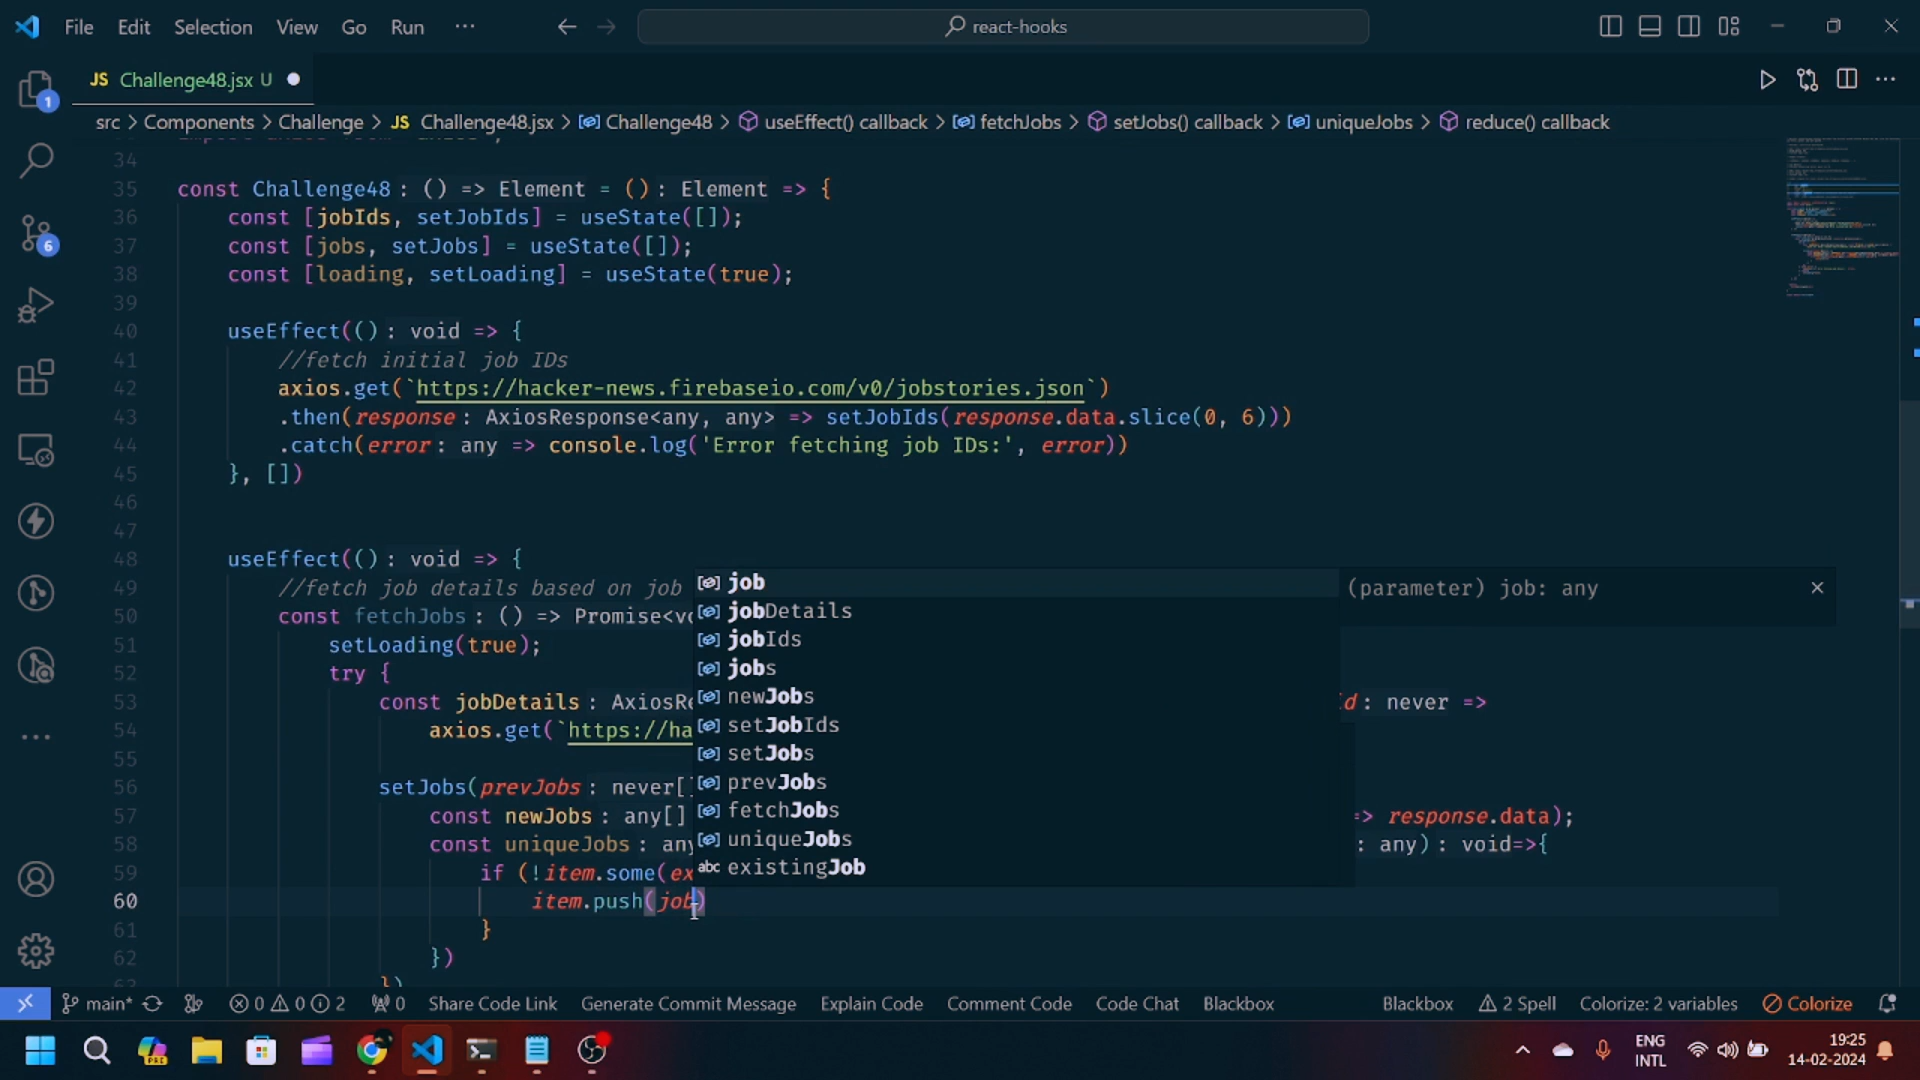 File Edit Selection View Go Run ··· react-hooks
JS Challenge48.jsx U
src > Components > Challenge > JS Challenge48.jsx > Challenge48 > useEffect() callback > fetchJobs > setJobs() callback > uniqueJobs > reduce() callback
34
35 const Challenge48: () => Element = (): Element => {
36 const [jobIds, setJobIds] = useState([]);
37 const [jobs, setJobs] = useState([]);
38 const [loading, setLoading] = useState(true);
39
40 useEffect((): void => {
41 //fetch initial job IDs
42 axios.get(`https://hacker-news.firebaseio.com/v0/jobstories.json`)
43 .then(response: AxiosResponse<any, any> => setJobIds(response.data.slice(0, 6)))
44 .catch(error: any => console.log('Error fetching job IDs:', error))
45 }, [])
46
47
48 useEffect((): void => {
49 //fetch job details based on job
50 const fetchJobs: () => Promise<vo
51 setLoading(true);
52 try {
53 const jobDetails: AxiosRe d: never =>
54 axios.get(`https://ha
55
56 setJobs(prevJobs: never[]
57 const newJobs: any[] => response.data);
58 const uniqueJobs: any : any): void=>{
59 if (!item.some(ex
60 item.push(job)
61 }
62 })
})
job
jobDetails
jobIds
jobs
newJobs
setJobIds
setJobs
prevJobs
fetchJobs
uniqueJobs
abc existingJob
(parameter) job: any
1
6
main* 0 0 2 0 Share Code Link Generate Commit Message Explain Code Comment Code Code Chat Blackbox Blackbox 2 Spell Colorize: 2 variables Colorize
PRE
ENG
INTL
19:25
14-02-2024